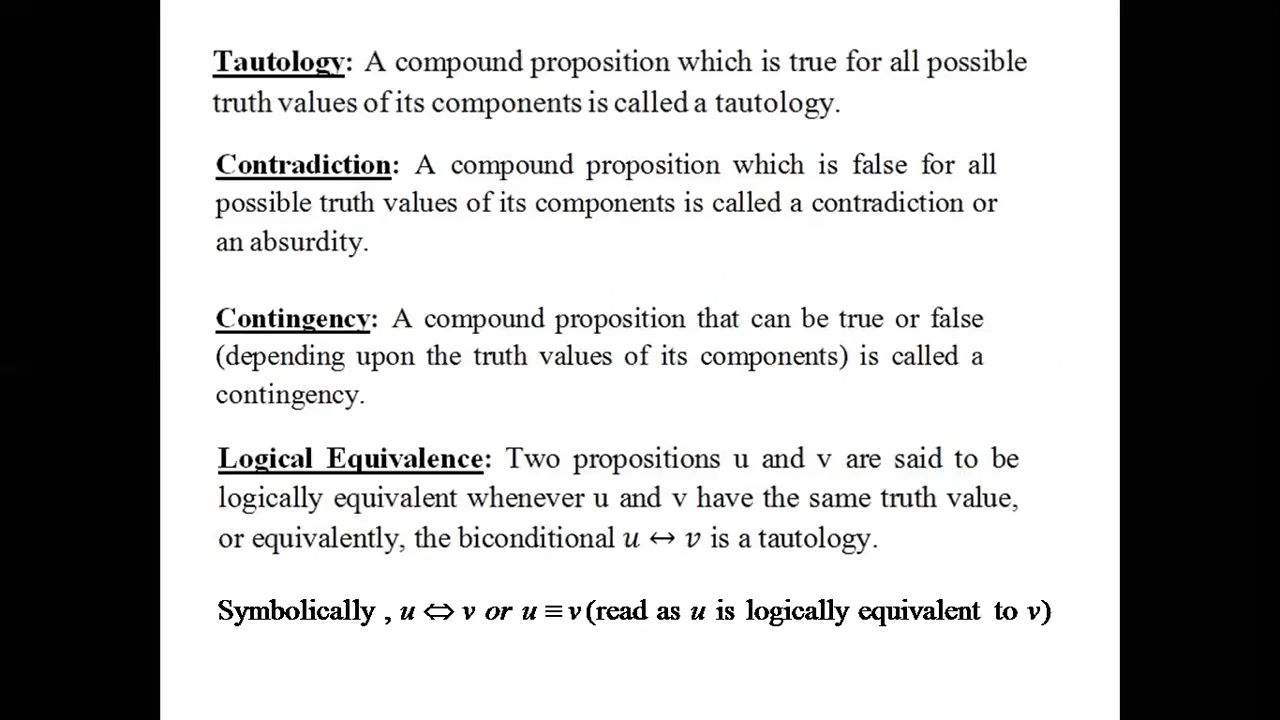 Tautology: A compound proposition which is true for all possible
truth values of its components is called a tautology.
Contradiction: A compound proposition which is false for all
possible truth values of its components is called a contradiction or
an absurdity.
Contingency: A compound proposition that can be true or false
(depending upon the truth values of its components) is called a
contingency.
Logical Equivalence: Two propositions u and v are said to be
logically equivalent whenever u and v have the same truth value,
or equivalently, the biconditional u ↔ v is a tautology.
Symbolically , u ⇔ v or u ≡ v (read as u is logically equivalent to v)